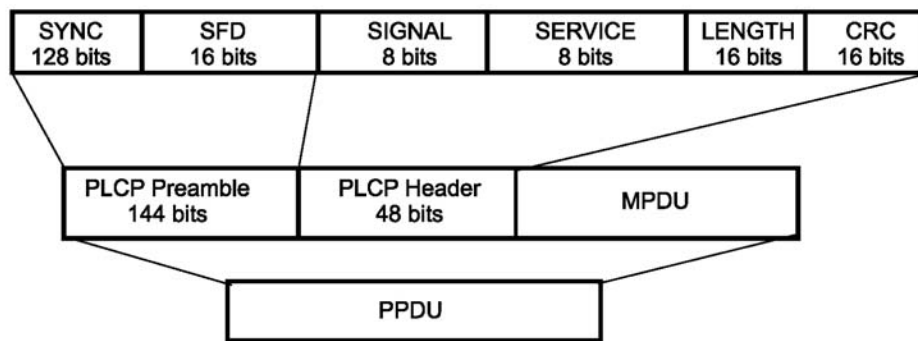 SYNC
128 bits
SFD
16 bits
SIGNAL
8 bits
SERVICE
8 bits
LENGTH
16 bits
CRC
16 bits
PLCP Preamble
144 bits
PLCP Header
48 bits
MPDU
PPDU